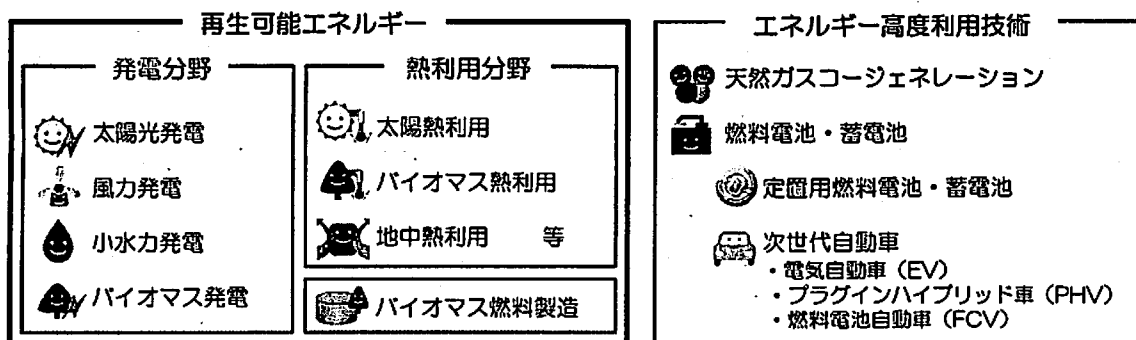 再生可能エネルギー
発電分野
太陽光発電
風力発電
小水力発電
バイオマス発電
熱利用分野
太陽熱利用
バイオマス熱利用
地中熱利用 等
バイオマス燃料製造
エネルギー高度利用技術
天然ガスコージェネレーション
燃料電池・蓄電池
定置用燃料電池・蓄電池
次世代自動車
・電気自動車(EV)
・プラグインハイブリッド車(PHV)
・燃料電池自動車(FCV)